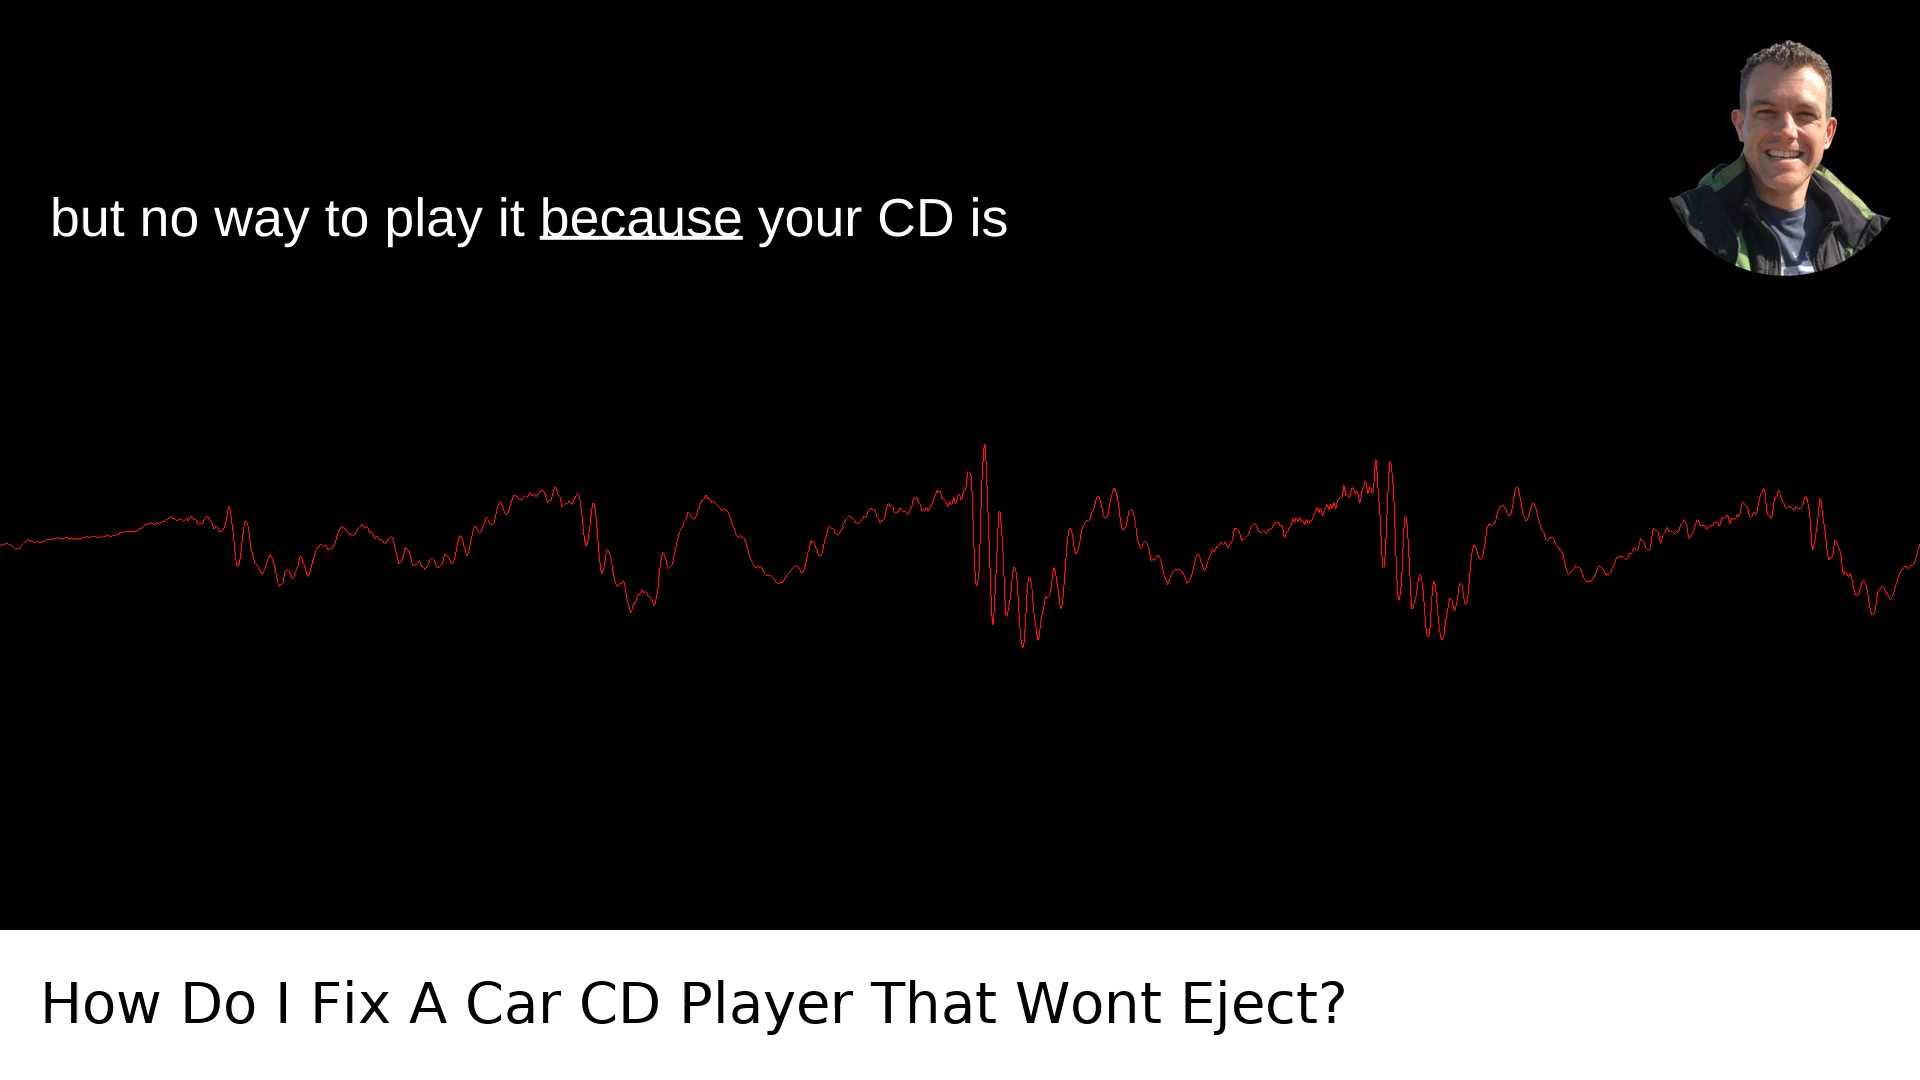 but no way to play it because your CD is
How Do I Fix A Car CD Player That Wont Eject?